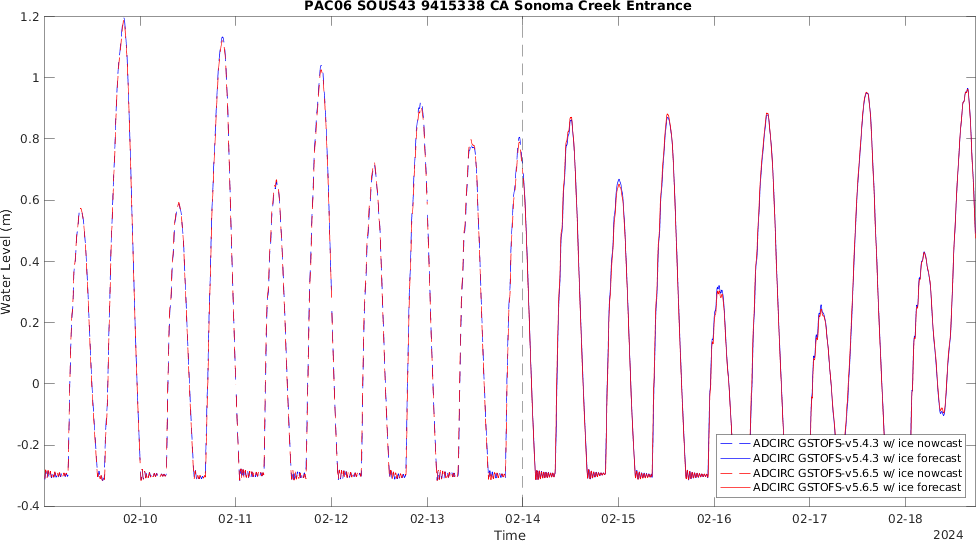 PAC06 SOUS43 9415338 CA Sonoma Creek Entrance
Water Level (m)
1.2
1
0.8
0.6
0.4
0.2
0
-0.2
-0.4
ADCIRC GSTOFS-v5.4.3 w/ ice nowcast
ADCIRC GSTOFS-v5.4.3 w/ ice forecast
ADCIRC GSTOFS-v5.6.5 w/ ice nowcast
ADCIRC GSTOFS-v5.6.5 w/ ice forecast
02-10 02-11 02-12 02-13 02-14 02-15 02-16 02-17 02-18
Time
2024